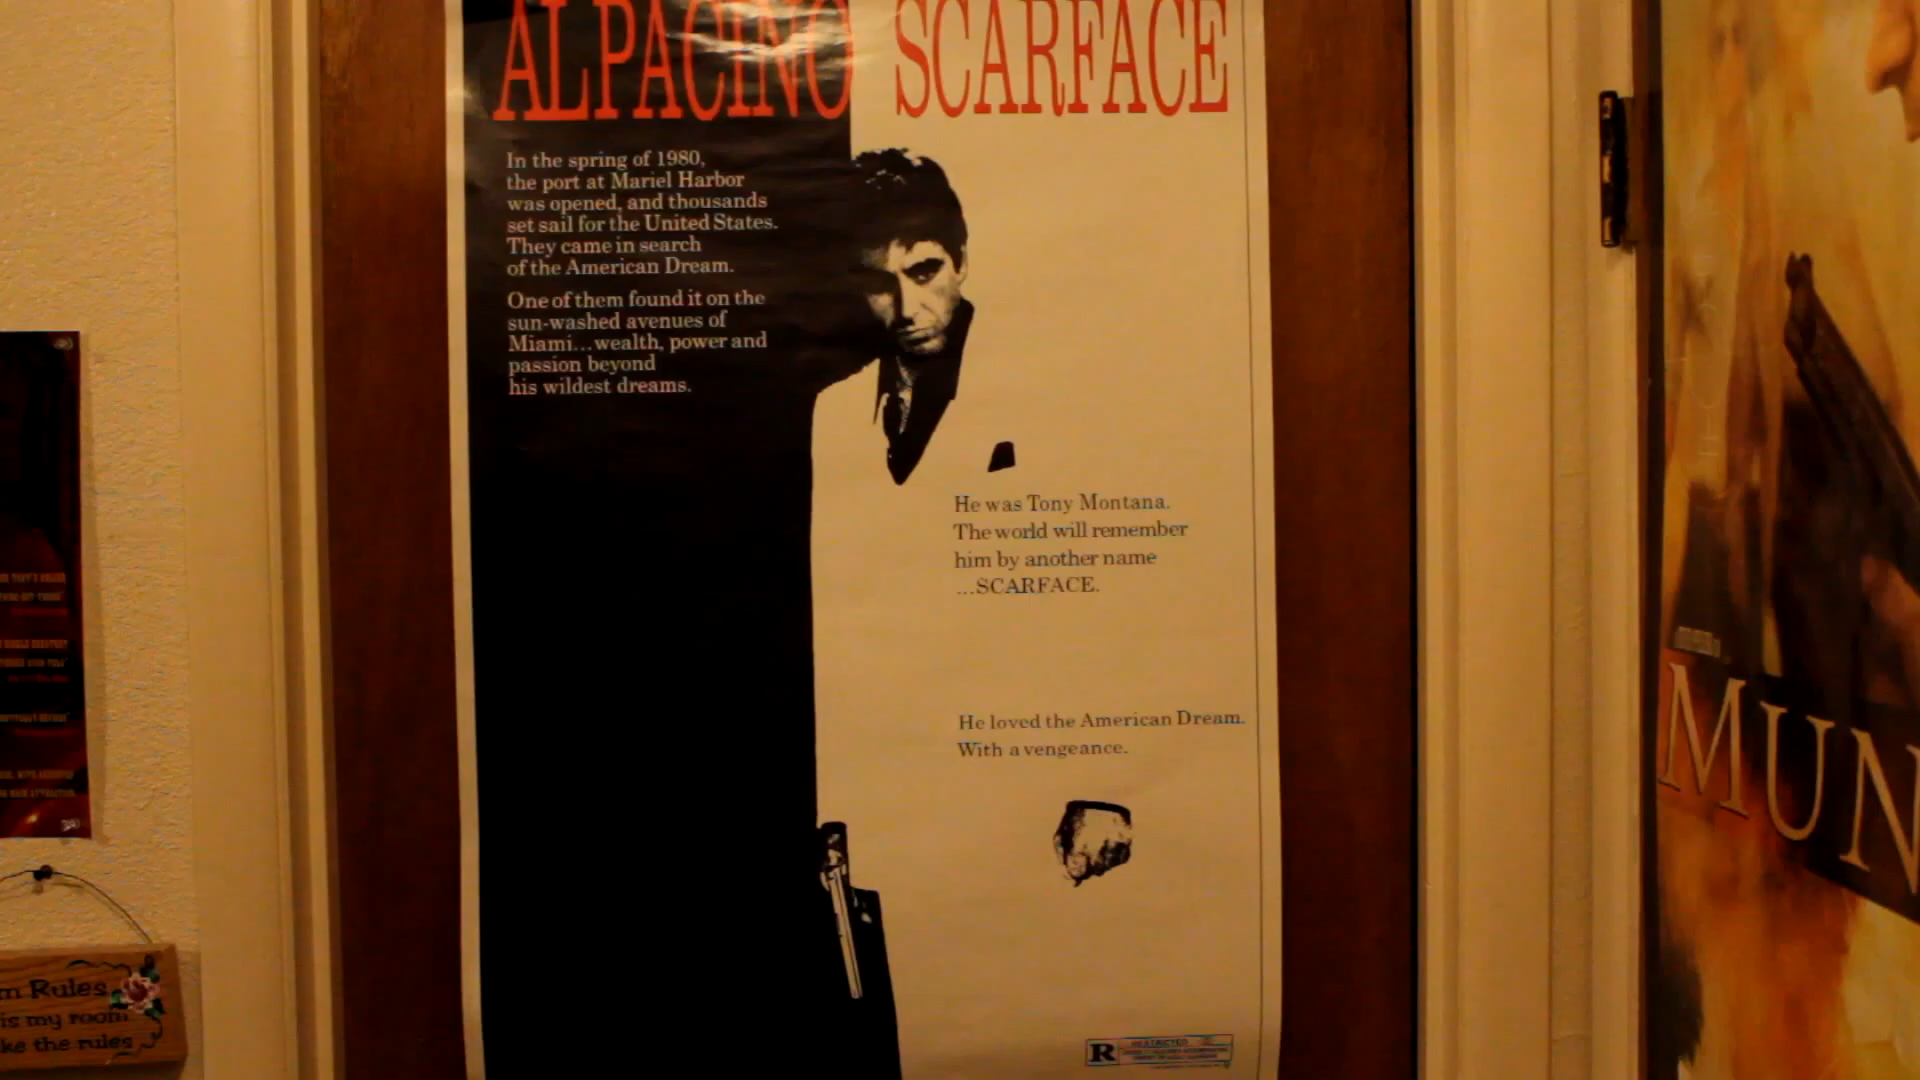 AL PACINO SCARFACE
In the spring of 1980,
the port at Mariel Harbor
was opened, and thousands
set sail for the United States.
They came in search
of the American Dream.
One of them found it on the
sun-washed avenues of
Miami...wealth, power and
passion beyond
his wildest dreams.
He was Tony Montana.
The world will remember
him by another name
...SCARFACE.
He loved the American Dream.
With a vengeance.
R RESTRICTED
m Rules
is my room
ke the rules
MUN